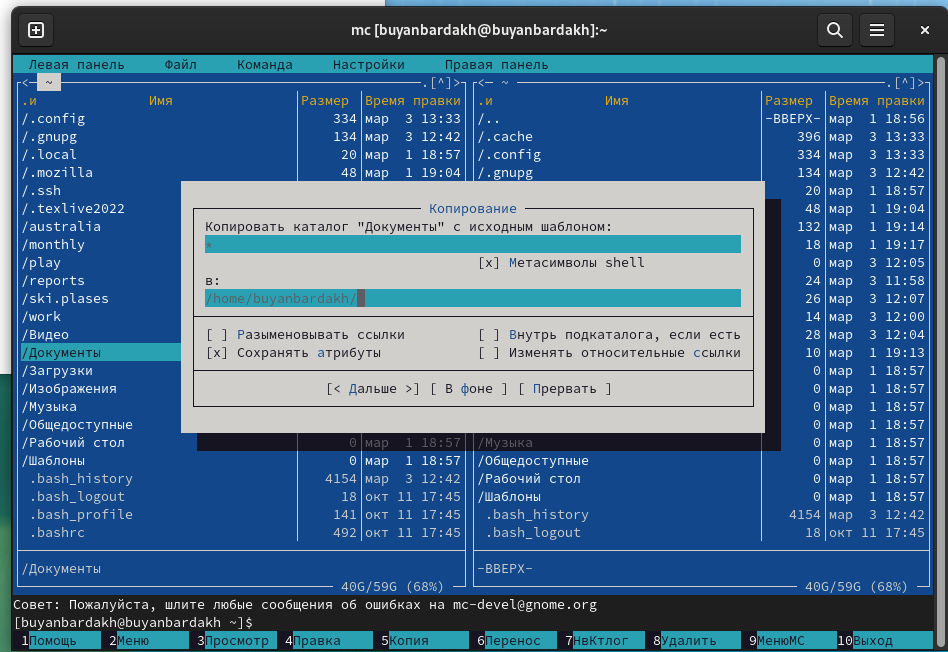 mc [buyanbardakh@buyanbardakh]:~
Левая панель Файл Команда Настройки Правая панель
<— ~ .[^]> <— ~ .[^]>
.и Имя Размер Время правки .и Имя Размер Время правки
/.config 334 мар 3 13:33 /.. -ВВЕРХ- мар 1 18:56
/.gnupg 134 мар 3 12:42 /.cache 396 мар 3 13:33
/.local 20 мар 1 18:57 /.config 334 мар 3 13:33
/.mozilla 48 мар 1 19:04 /.gnupg 134 мар 3 12:42
/.ssh 20 мар 1 18:57
/.texlive2022 Копирование 48 мар 1 19:04
/australia Копировать каталог "Документы" с исходным шаблоном: 132 мар 1 19:14
/monthly * 18 мар 1 19:17
/play [x] Метасимволы shell 0 мар 3 12:05
/reports в: 24 мар 3 11:58
/ski.plases /home/buyanbardakh/ 26 мар 3 12:07
/work 14 мар 3 12:00
/Видео [ ] Разыменовывать ссылки [ ] Внутрь подкаталога, если есть 28 мар 3 12:04
/Документы [x] Сохранять атрибуты [ ] Изменять относительные ссылки 10 мар 1 19:13
/Загрузки 0 мар 1 18:57
/Изображения [< Дальше >] [ В фоне ] [ Прервать ] 0 мар 1 18:57
/Музыка 0 мар 1 18:57
/Общедоступные 0 мар 1 18:57
/Рабочий стол 0 мар 1 18:57 /Музыка 0 мар 1 18:57
/Шаблоны 0 мар 1 18:57 /Общедоступные 0 мар 1 18:57
.bash_history 4154 мар 3 12:42 /Рабочий стол 0 мар 1 18:57
.bash_logout 18 окт 11 17:45 /Шаблоны 0 мар 1 18:57
.bash_profile 141 окт 11 17:45 .bash_history 4154 мар 3 12:42
.bashrc 492 окт 11 17:45 .bash_logout 18 окт 11 17:45
/Документы -ВВЕРХ-
40G/59G (68%) 40G/59G (68%)
Совет: Пожалуйста, шлите любые сообщения об ошибках на mc-devel@gnome.org
[buyanbardakh@buyanbardakh ~]$
1Помощь 2Меню 3Просмотр 4Правка 5Копия 6Перенос 7НвКтлог 8Удалить 9МенюМС 10Выход